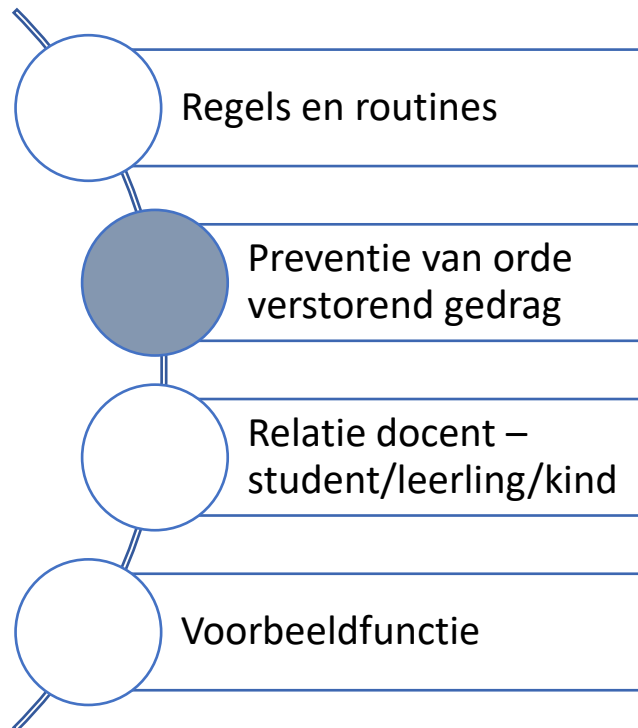 Regels en routines
Preventie van orde
verstorend gedrag
Relatie docent –
student/leerling/kind
Voorbeeldfunctie